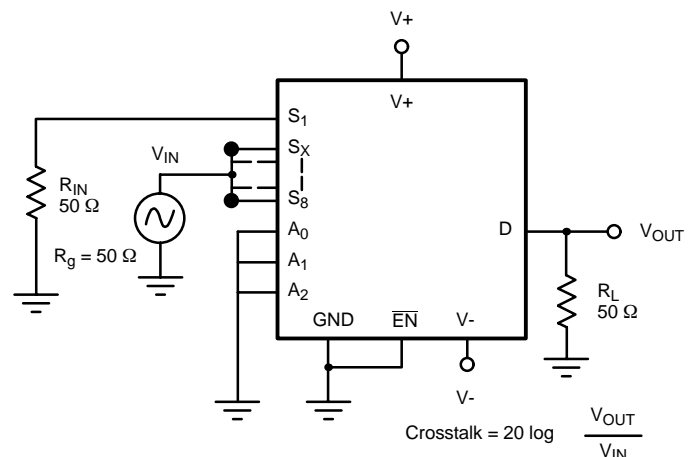 V+
V+
S1
VIN
SX
RIN
50 Ω
S8
A0
D
VOUT
Rg = 50 Ω
A1
A2
RL
50 Ω
GND
EN
V-
V-
Crosstalk = 20 log VOUT
VIN